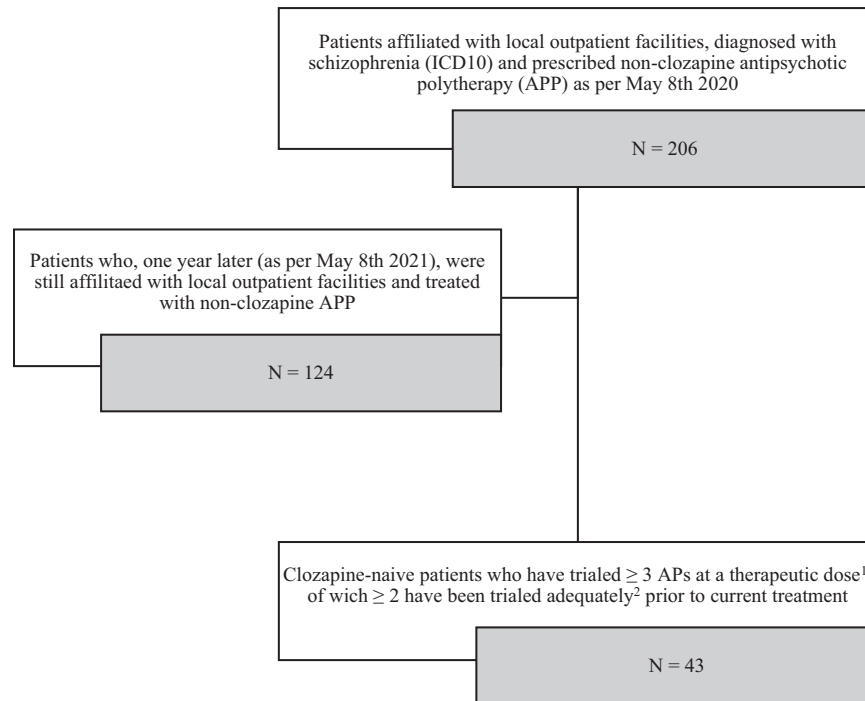 Patients affiliated with local outpatient facilities, diagnosed with
schizophrenia (ICD10) and prescribed non-clozapine antipsychotic
polytherapy (APP) as per May 8th 2020
N = 206
Patients who, one year later (as per May 8th 2021), were
still affilitaed with local outpatient facilities and treated
with non-clozapine APP
N = 124
Clozapine-naive patients who have trialed ≥ 3 APs at a therapeutic dose¹
of wich ≥ 2 have been trialed adequately² prior to current treatment
N = 43